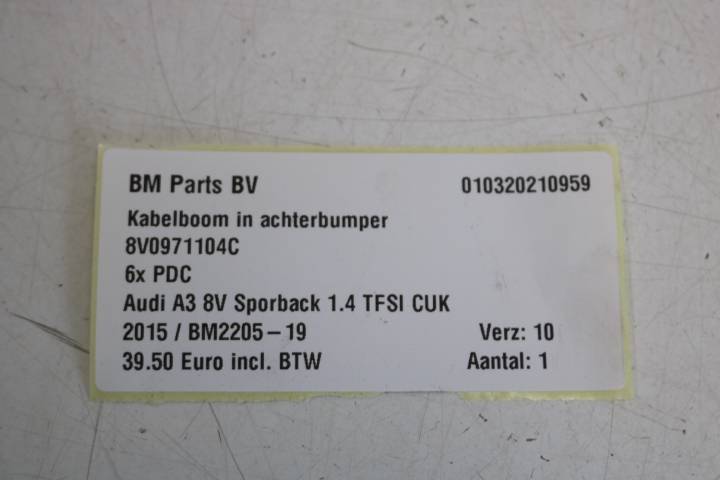 BM Parts BV 010320210959
Kabelboom in achterbumper
8V0971104C
6x PDC
Audi A3 8V Sporback 1.4 TFSI CUK
2015 / BM2205-19 Verz: 10
39.50 Euro incl. BTW Aantal: 1